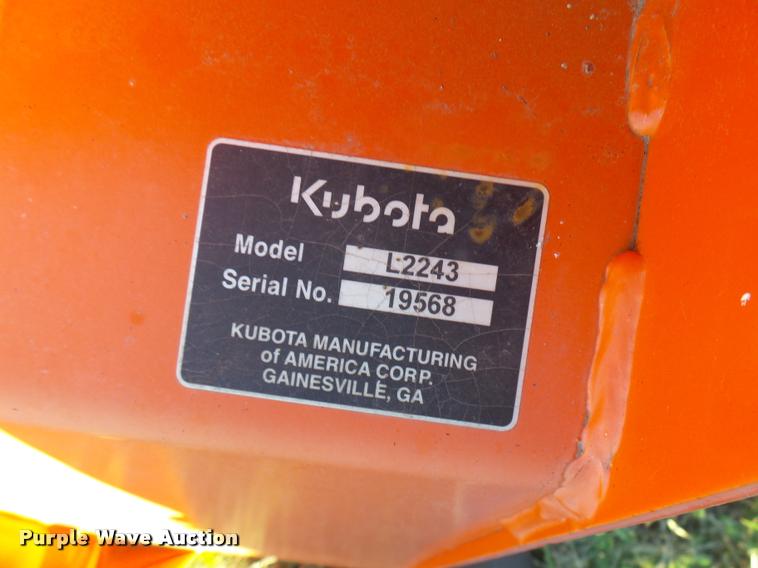 Kubota
Model L2243
Serial No. 19568
KUBOTA MANUFACTURING
of AMERICA CORP.
GAINESVILLE, GA
Purple Wave Auction